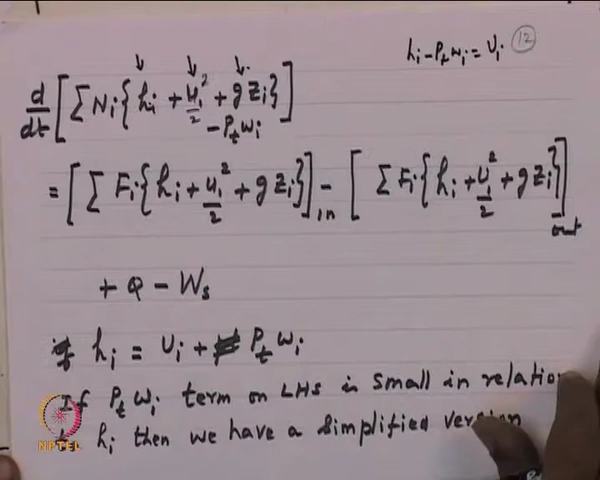 hi - Pt wi = Ui (12)
d/dt [ Σ Ni { hi + ui²/2 + g zi } ]
- Pt wi
= [ Σ Fi { hi + ui²/2 + g zi } ] in - [ Σ Fi { hi + ui²/2 + g zi } ] out
+ Q - Ws
hi = Ui + Pt wi
If Pt wi term on LHS is small in relation
hi then we have a simplified version
NPTEL